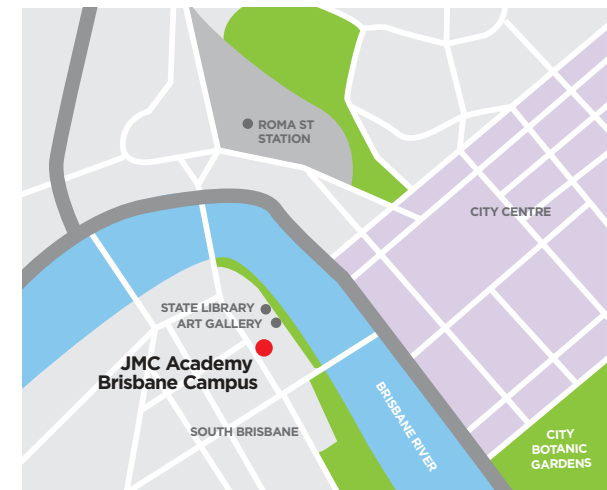 ROMA ST
STATION
CITY CENTRE
STATE LIBRARY
ART GALLERY
JMC Academy
Brisbane Campus
BRISBANE RIVER
SOUTH BRISBANE
CITY
BOTANIC
GARDENS